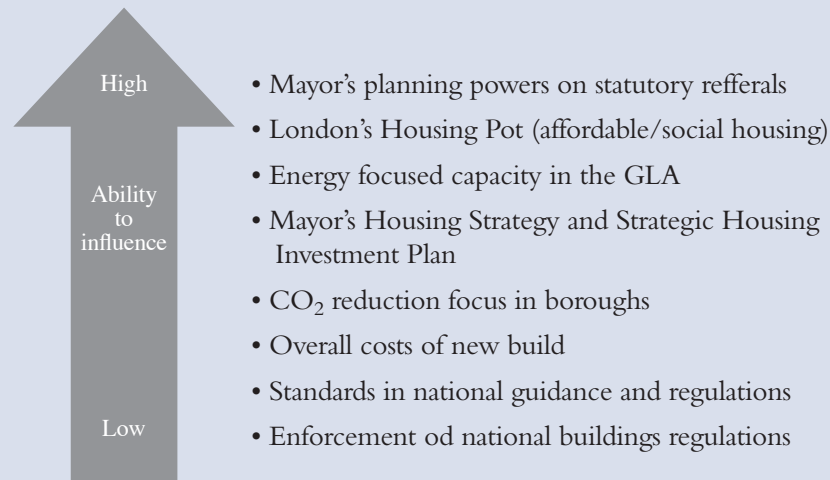 High
Ability
to
influence
Low
• Mayor's planning powers on statutory refferals
• London's Housing Pot (affordable/social housing)
• Energy focused capacity in the GLA
• Mayor's Housing Strategy and Strategic Housing
Investment Plan
• CO₂ reduction focus in boroughs
• Overall costs of new build
• Standards in national guidance and regulations
• Enforcement od national buildings regulations